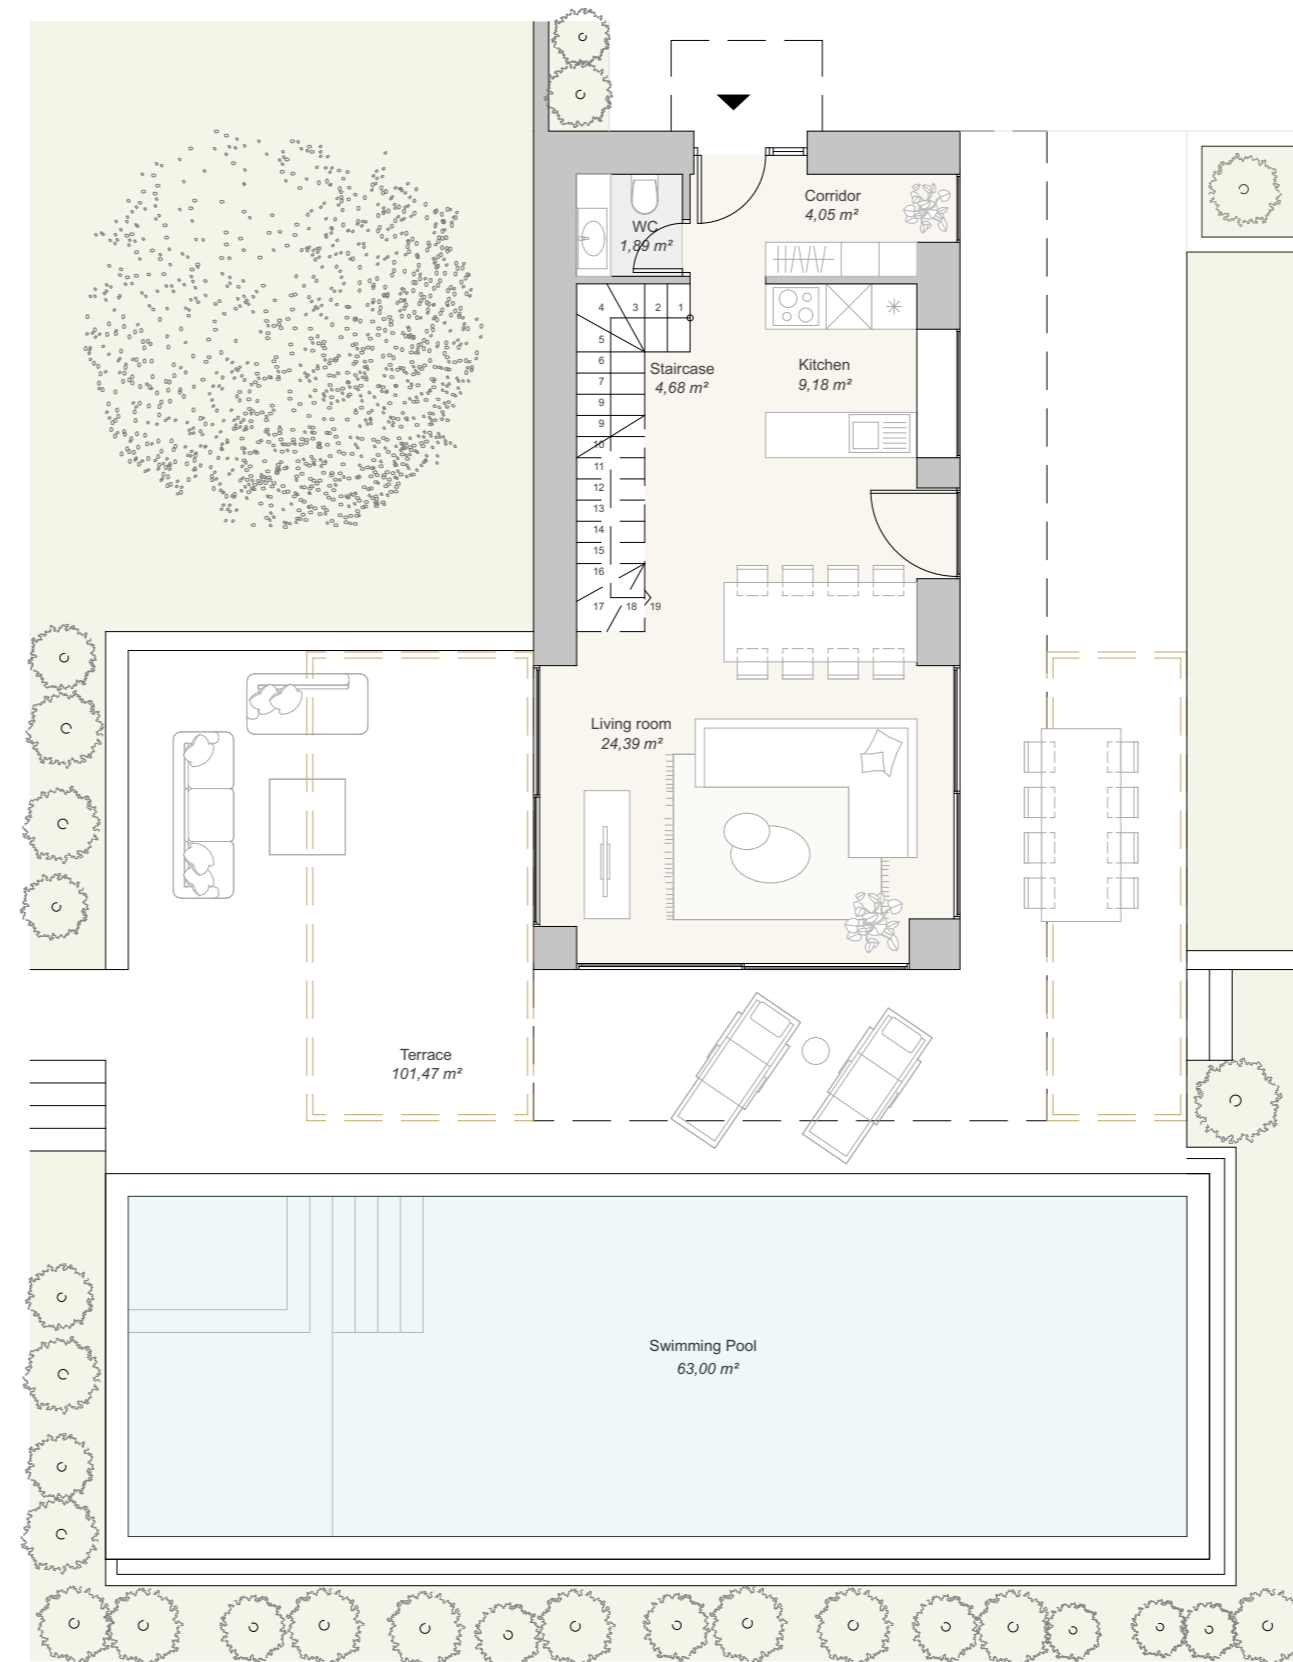 Corridor
4,05 m²
WC
1,89 m²
4 3 2 1
5
6
7
9
9
10
11
12
13
14
15
16
17 18 19
Staircase
4,68 m²
Kitchen
9,18 m²
Living room
24,39 m²
Terrace
101,47 m²
Swimming Pool
63,00 m²